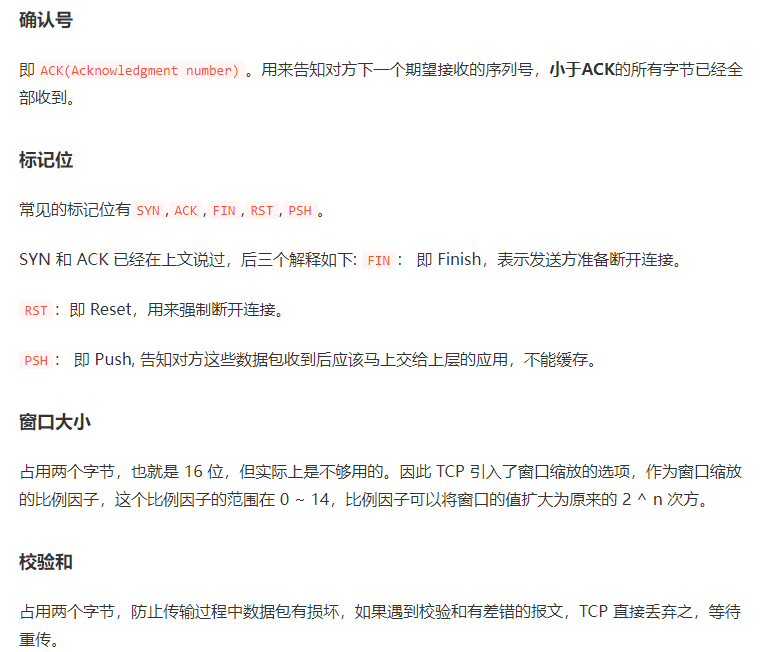 确认号
即 ACK(Acknowledgment number) 。用来告知对方下一个期望接收的序列号，小于ACK的所有字节已经全
部收到。
标记位
常见的标记位有 SYN , ACK , FIN , RST , PSH 。
SYN 和 ACK 已经在上文说过，后三个解释如下: FIN ： 即 Finish，表示发送方准备断开连接。
RST ：即 Reset，用来强制断开连接。
PSH ： 即 Push, 告知对方这些数据包收到后应该马上交给上层的应用，不能缓存。
窗口大小
占用两个字节，也就是 16 位，但实际上是不够用的。因此 TCP 引入了窗口缩放的选项，作为窗口缩放
的比例因子，这个比例因子的范围在 0 ~ 14，比例因子可以将窗口的值扩大为原来的 2 ^ n 次方。
校验和
占用两个字节，防止传输过程中数据包有损坏，如果遇到校验和有差错的报文，TCP 直接丢弃之，等待
重传。